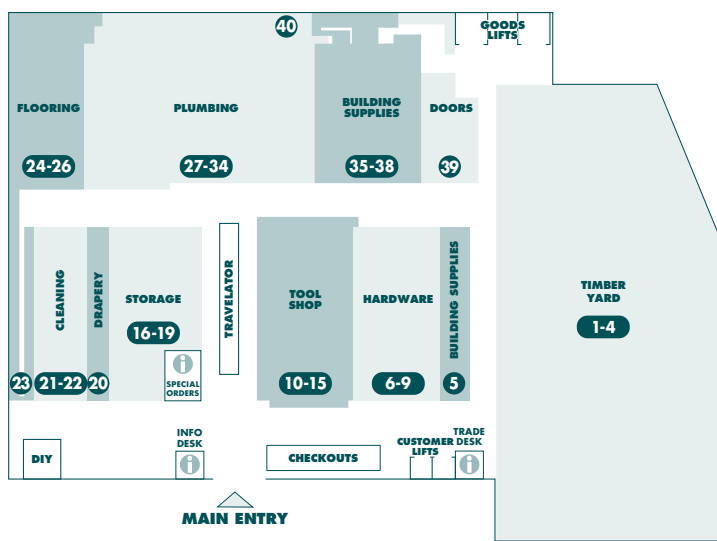 40
GOODS
LIFTS
FLOORING
PLUMBING
BUILDING
SUPPLIES
DOORS
24-26
27-34
35-38
39
CLEANING
DRAPERY
STORAGE
TRAVELATOR
TOOL
SHOP
HARDWARE
BUILDING SUPPLIES
TIMBER
YARD
16-19
1-4
i
SPECIAL
ORDERS
23
21-22
20
10-15
6-9
5
INFO
DESK
TRADE
DESK
CUSTOMER
LIFTS
DIY
i
CHECKOUTS
i
MAIN ENTRY